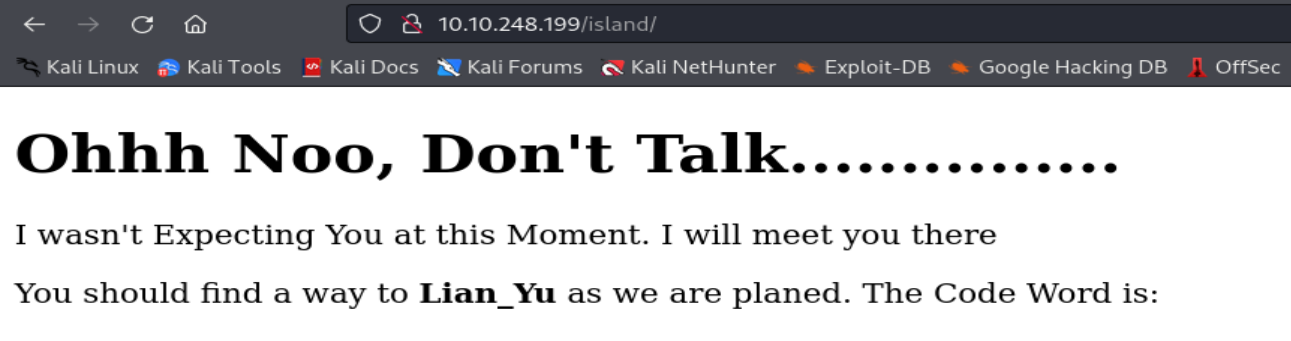 10.10.248.199/island/
Kali Linux Kali Tools Kali Docs Kali Forums Kali NetHunter Exploit-DB Google Hacking DB OffSec
Ohhh Noo, Don't Talk...............
I wasn't Expecting You at this Moment. I will meet you there
You should find a way to Lian_Yu as we are planed. The Code Word is: